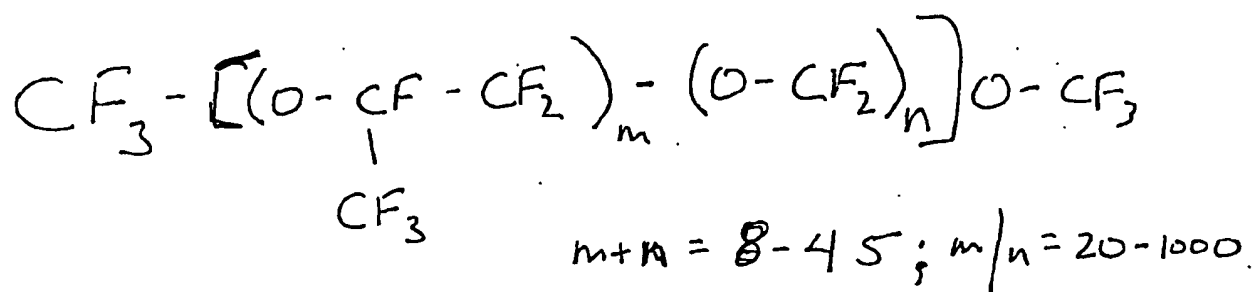 CF₃-[(O-CF-CF₂)ₘ-(O-CF₂)ₙ]O-CF₃
CF₃
m+n = 8-45; m/n = 20-1000.